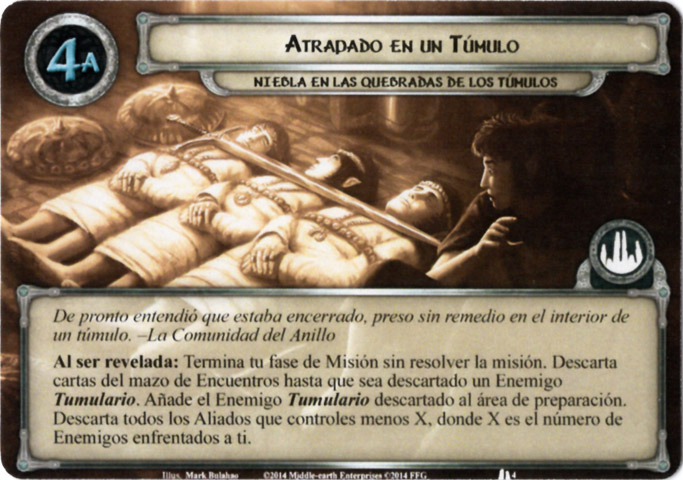 4A
ATRAPADO EN UN TÚMULO
NIEBLA EN LAS QUEBRADAS DE LOS TÚMULOS
De pronto entendió que estaba encerrado, preso sin remedio en el interior de
un túmulo. –La Comunidad del Anillo
Al ser revelada: Termina tu fase de Misión sin resolver la misión. Descarta
cartas del mazo de Encuentros hasta que sea descartado un Enemigo
Tumulario. Añade el Enemigo Tumulario descartado al área de preparación.
Descarta todos los Aliados que controles menos X, donde X es el número de
Enemigos enfrentados a ti.
Illus. Mark Bulahao ©2014 Middle-earth Enterprises ©2014 FFG 4